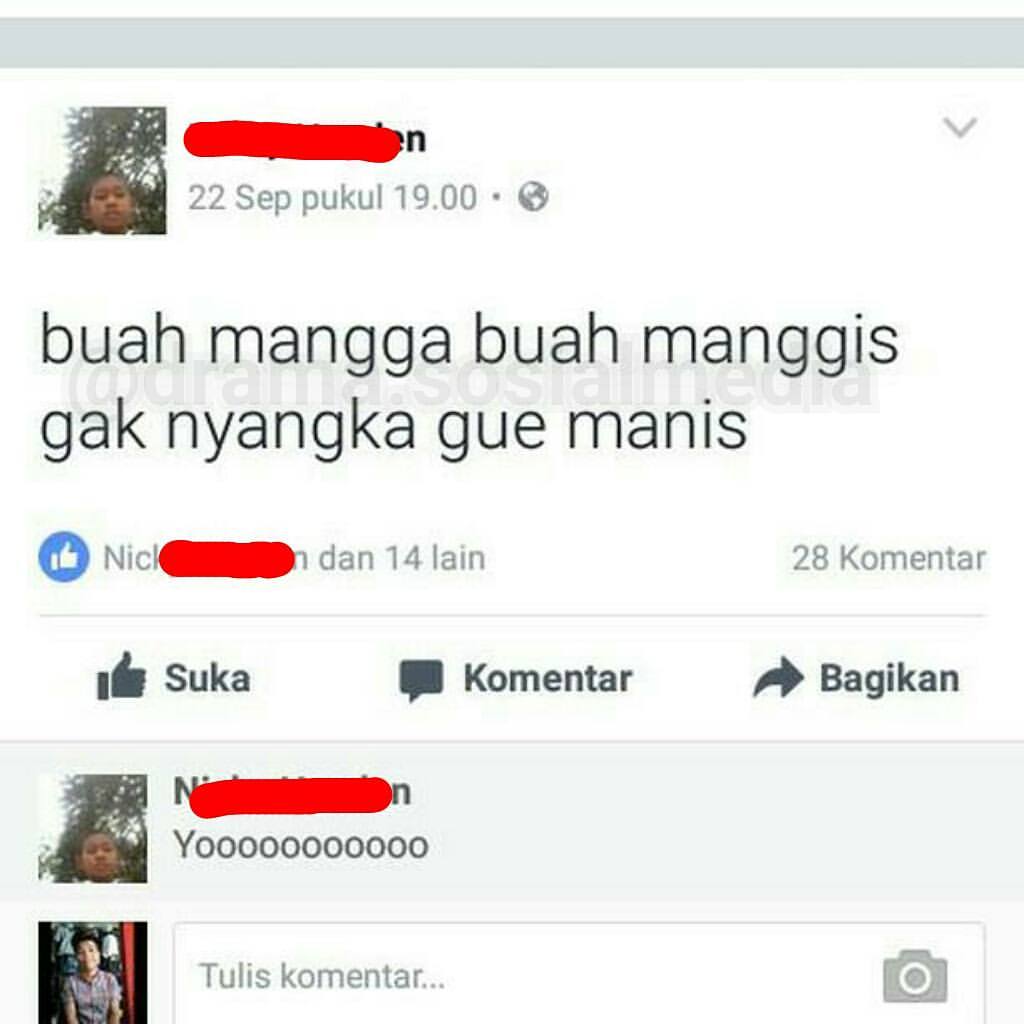 22 Sep pukul 19.00 ·
buah mangga buah manggis
@drama.sosialmedia
gak nyangka gue manis
dan 14 lain
28 Komentar
Suka Komentar Bagikan
Yooooooooooo
Tulis komentar...